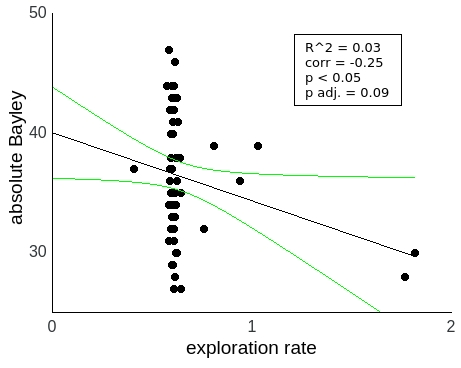 50
R^2 = 0.03
corr = -0.25
p < 0.05
p adj. = 0.09
40
absolute Bayley
30
0 1 2
exploration rate